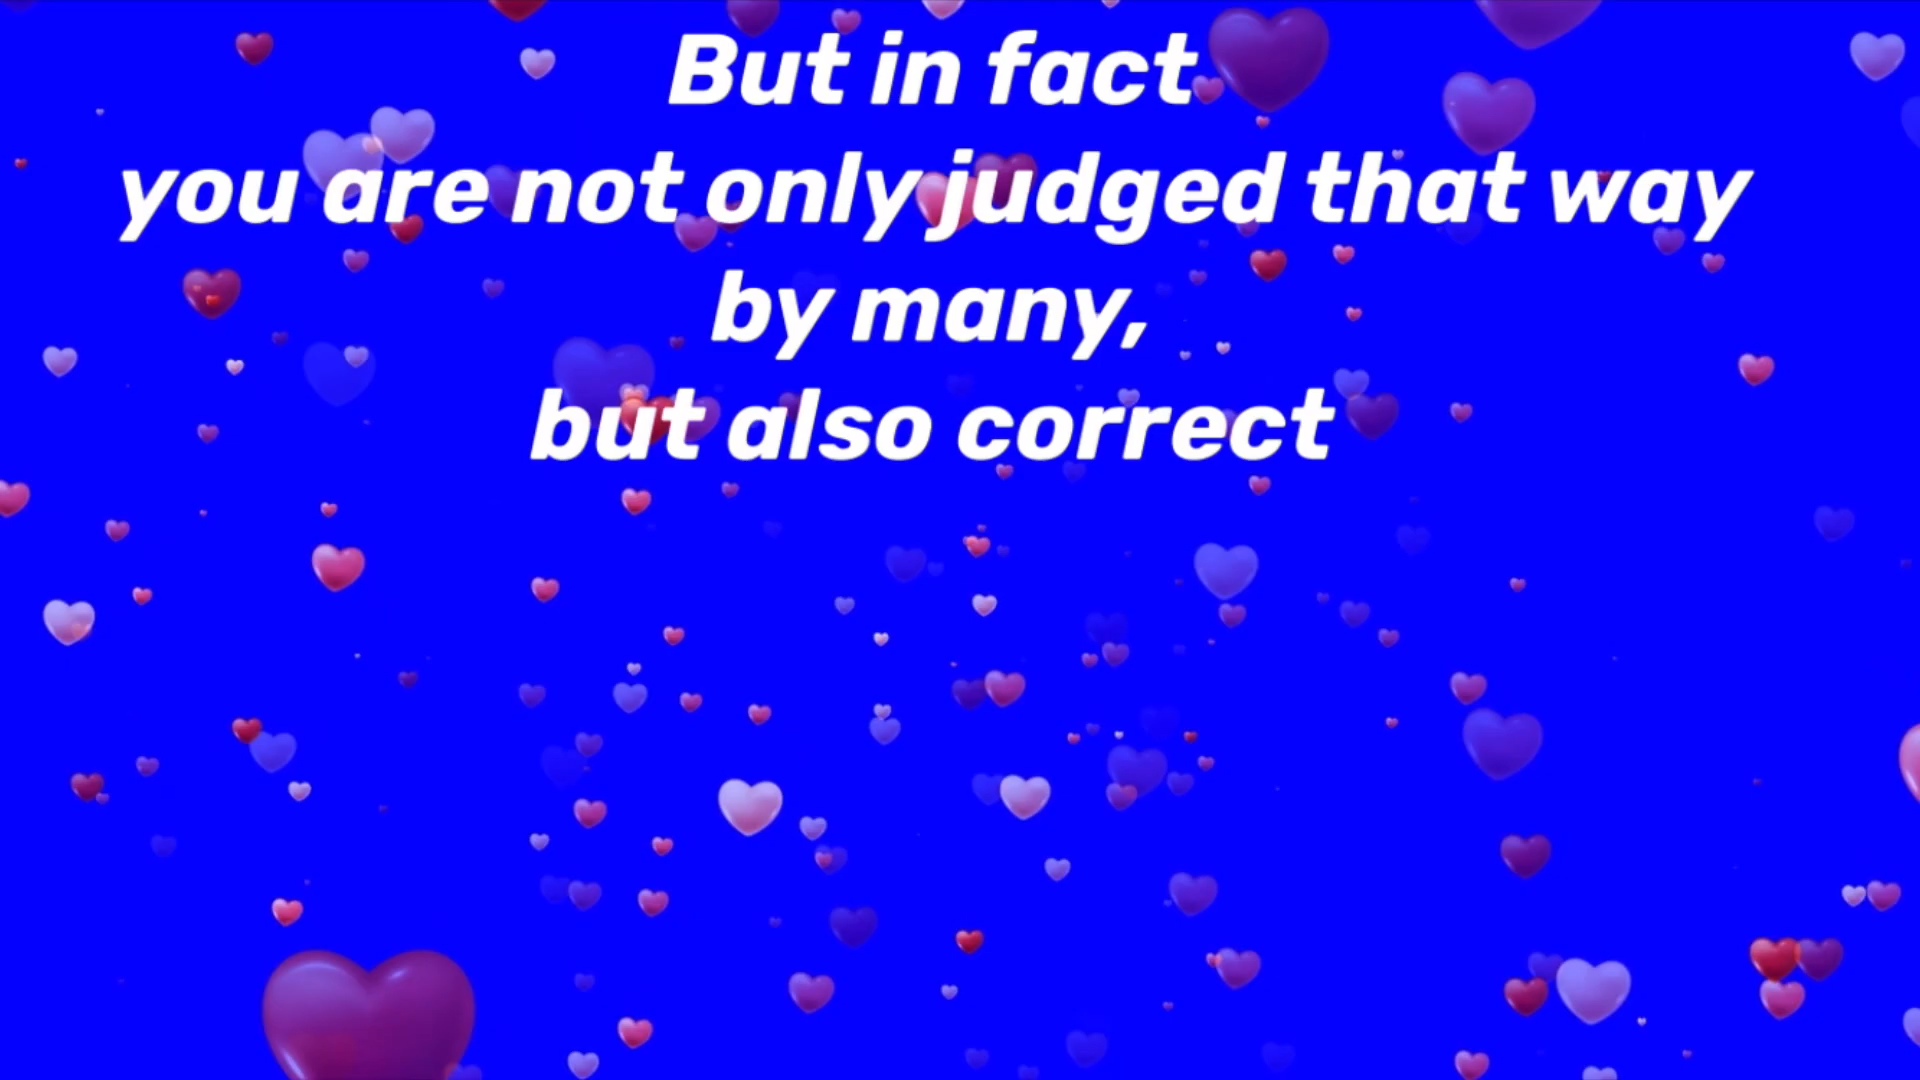 But in fact
you are not only judged that way
by many,
but also correct